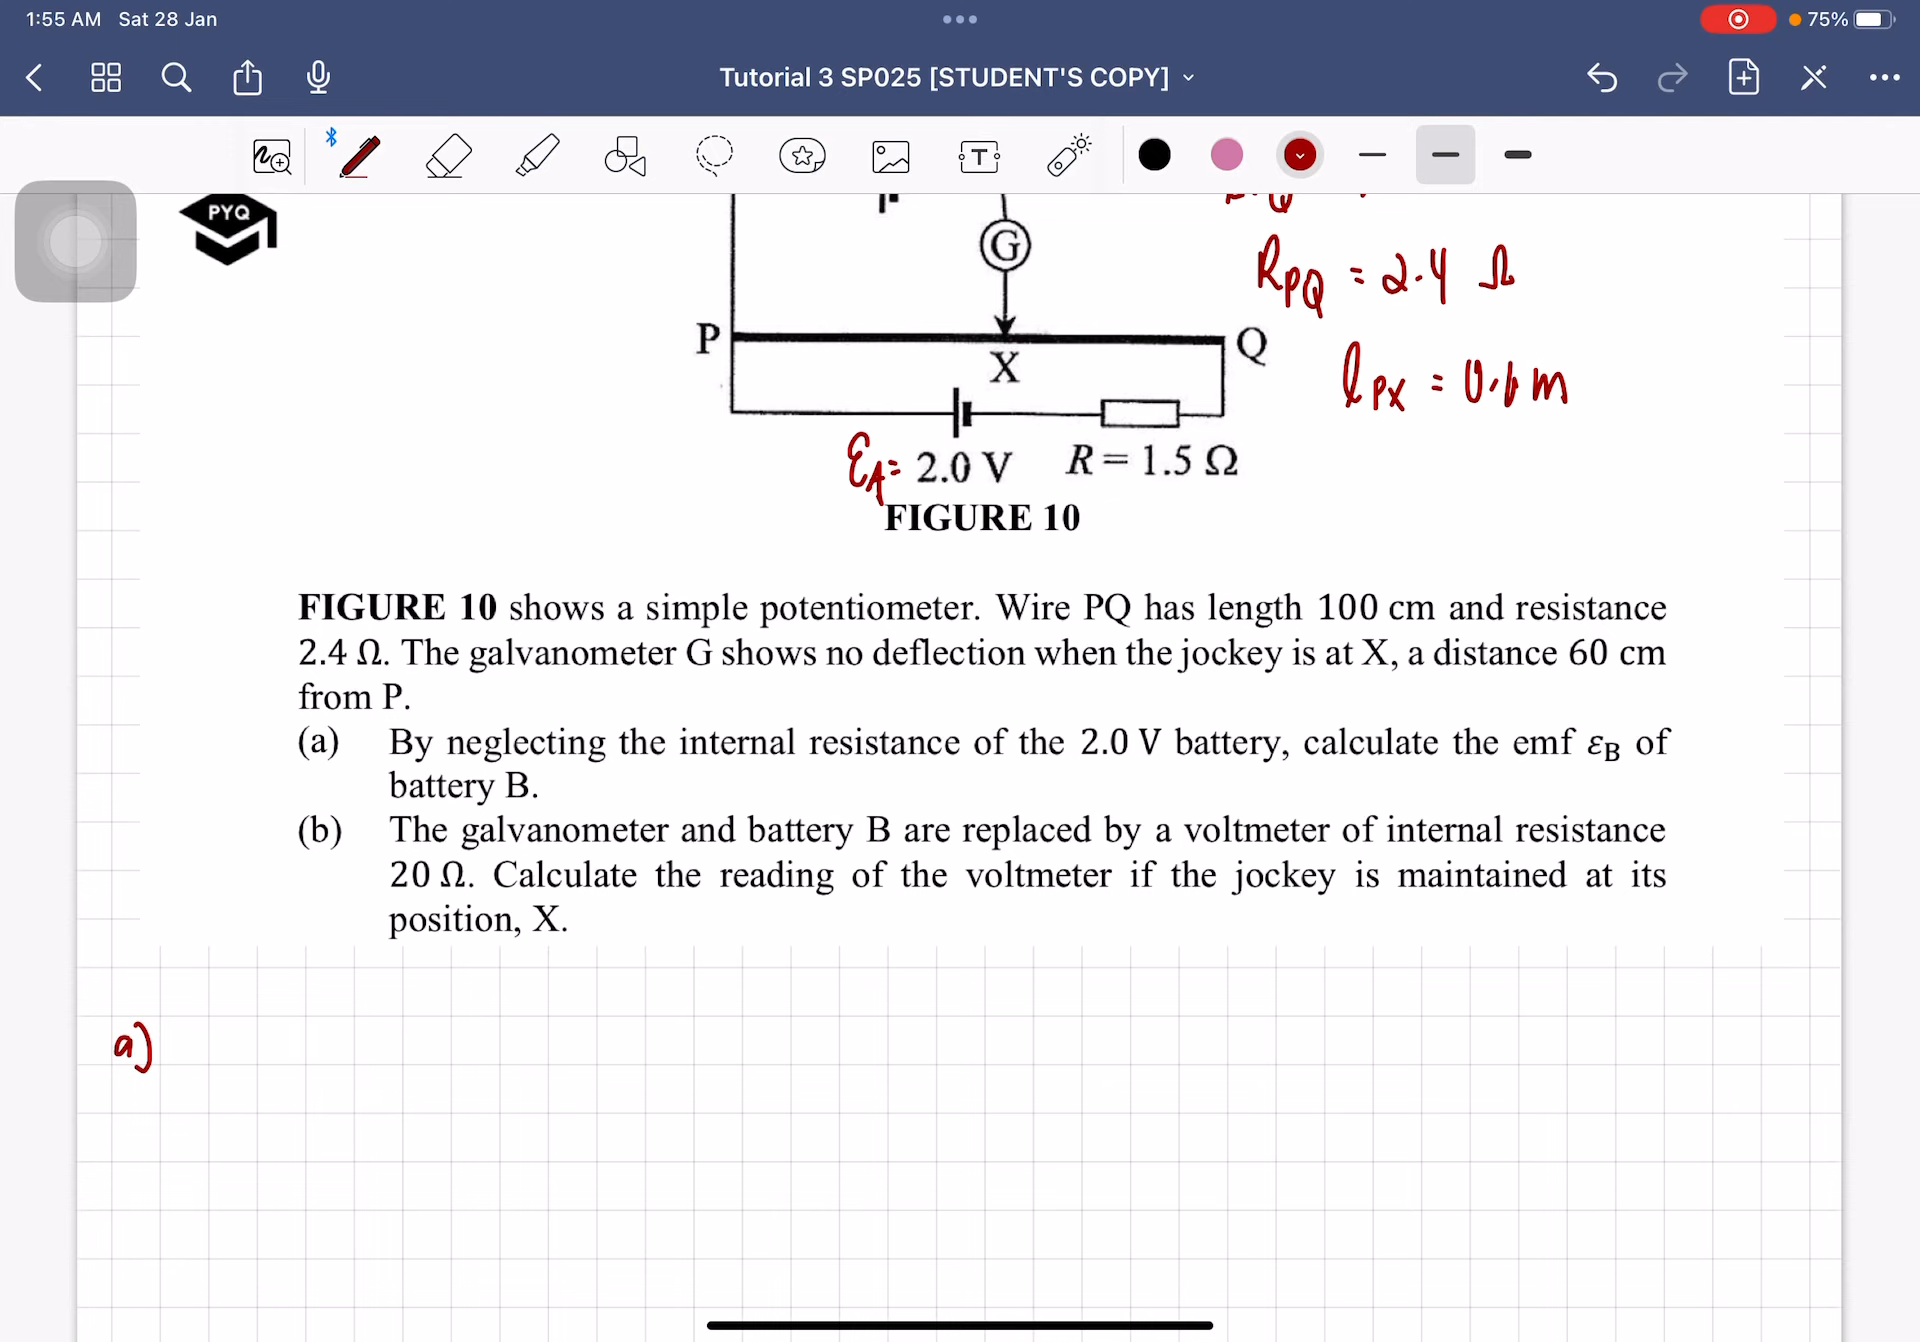 1:55 AM Sat 28 Jan
75%
Tutorial 3 SP025 [STUDENT'S COPY]
T
PYQ
G
R_PQ = 2.4 Ω
P
X
Q
l_PX = 0.6 m
ε_A = 2.0 V R = 1.5 Ω
FIGURE 10
FIGURE 10 shows a simple potentiometer. Wire PQ has length 100 cm and resistance
2.4 Ω. The galvanometer G shows no deflection when the jockey is at X, a distance 60 cm
from P.
(a) By neglecting the internal resistance of the 2.0 V battery, calculate the emf ε_B of
battery B.
(b) The galvanometer and battery B are replaced by a voltmeter of internal resistance
20 Ω. Calculate the reading of the voltmeter if the jockey is maintained at its
position, X.
a)